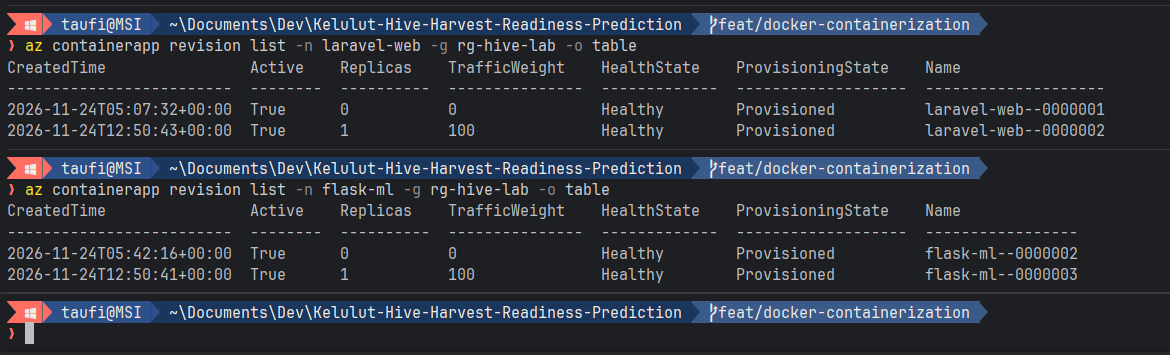 taufi@MSI ~\Documents\Dev\Kelulut-Hive-Harvest-Readiness-Prediction feat/docker-containerization
❯ az containerapp revision list -n laravel-web -g rg-hive-lab -o table
CreatedTime Active Replicas TrafficWeight HealthState ProvisioningState Name
------------------------- -------- ---------- --------------- ------------- ------------------- --------------------
2026-11-24T05:07:32+00:00 True 0 0 Healthy Provisioned laravel-web--0000001
2026-11-24T12:50:43+00:00 True 1 100 Healthy Provisioned laravel-web--0000002
taufi@MSI ~\Documents\Dev\Kelulut-Hive-Harvest-Readiness-Prediction feat/docker-containerization
❯ az containerapp revision list -n flask-ml -g rg-hive-lab -o table
CreatedTime Active Replicas TrafficWeight HealthState ProvisioningState Name
------------------------- -------- ---------- --------------- ------------- ------------------- -----------------
2026-11-24T05:42:16+00:00 True 0 0 Healthy Provisioned flask-ml--0000002
2026-11-24T12:50:41+00:00 True 1 100 Healthy Provisioned flask-ml--0000003
taufi@MSI ~\Documents\Dev\Kelulut-Hive-Harvest-Readiness-Prediction feat/docker-containerization
❯